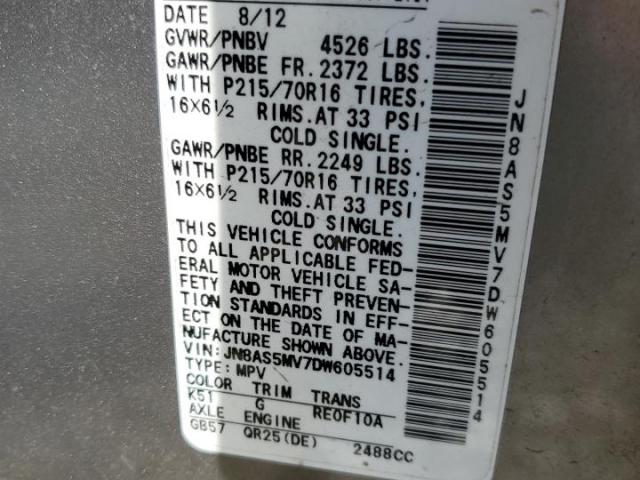 DATE 8/12
GVWR/PNBV 4526 LBS.
GAWR/PNBE FR. 2372 LBS.
WITH P215/70R16 TIRES,
16X6½ RIMS. AT 33 PSI
COLD SINGLE.
GAWR/PNBE RR. 2249 LBS.
WITH P215/70R16 TIRES,
16X6½ RIMS. AT 33 PSI
COLD SINGLE.
THIS VEHICLE CONFORMS
TO ALL APPLICABLE FED-
ERAL MOTOR VEHICLE SA-
FETY AND THEFT PREVEN-
TION STANDARDS IN EFF-
ECT ON THE DATE OF MA-
NUFACTURE SHOWN ABOVE.
VIN: JN8AS5MV7DW605514
TYPE: MPV
COLOR TRIM TRANS
K51 G RE0F10A
AXLE ENGINE
GB57 QR25(DE) 2488CC
JN8AS5MV7DW605514